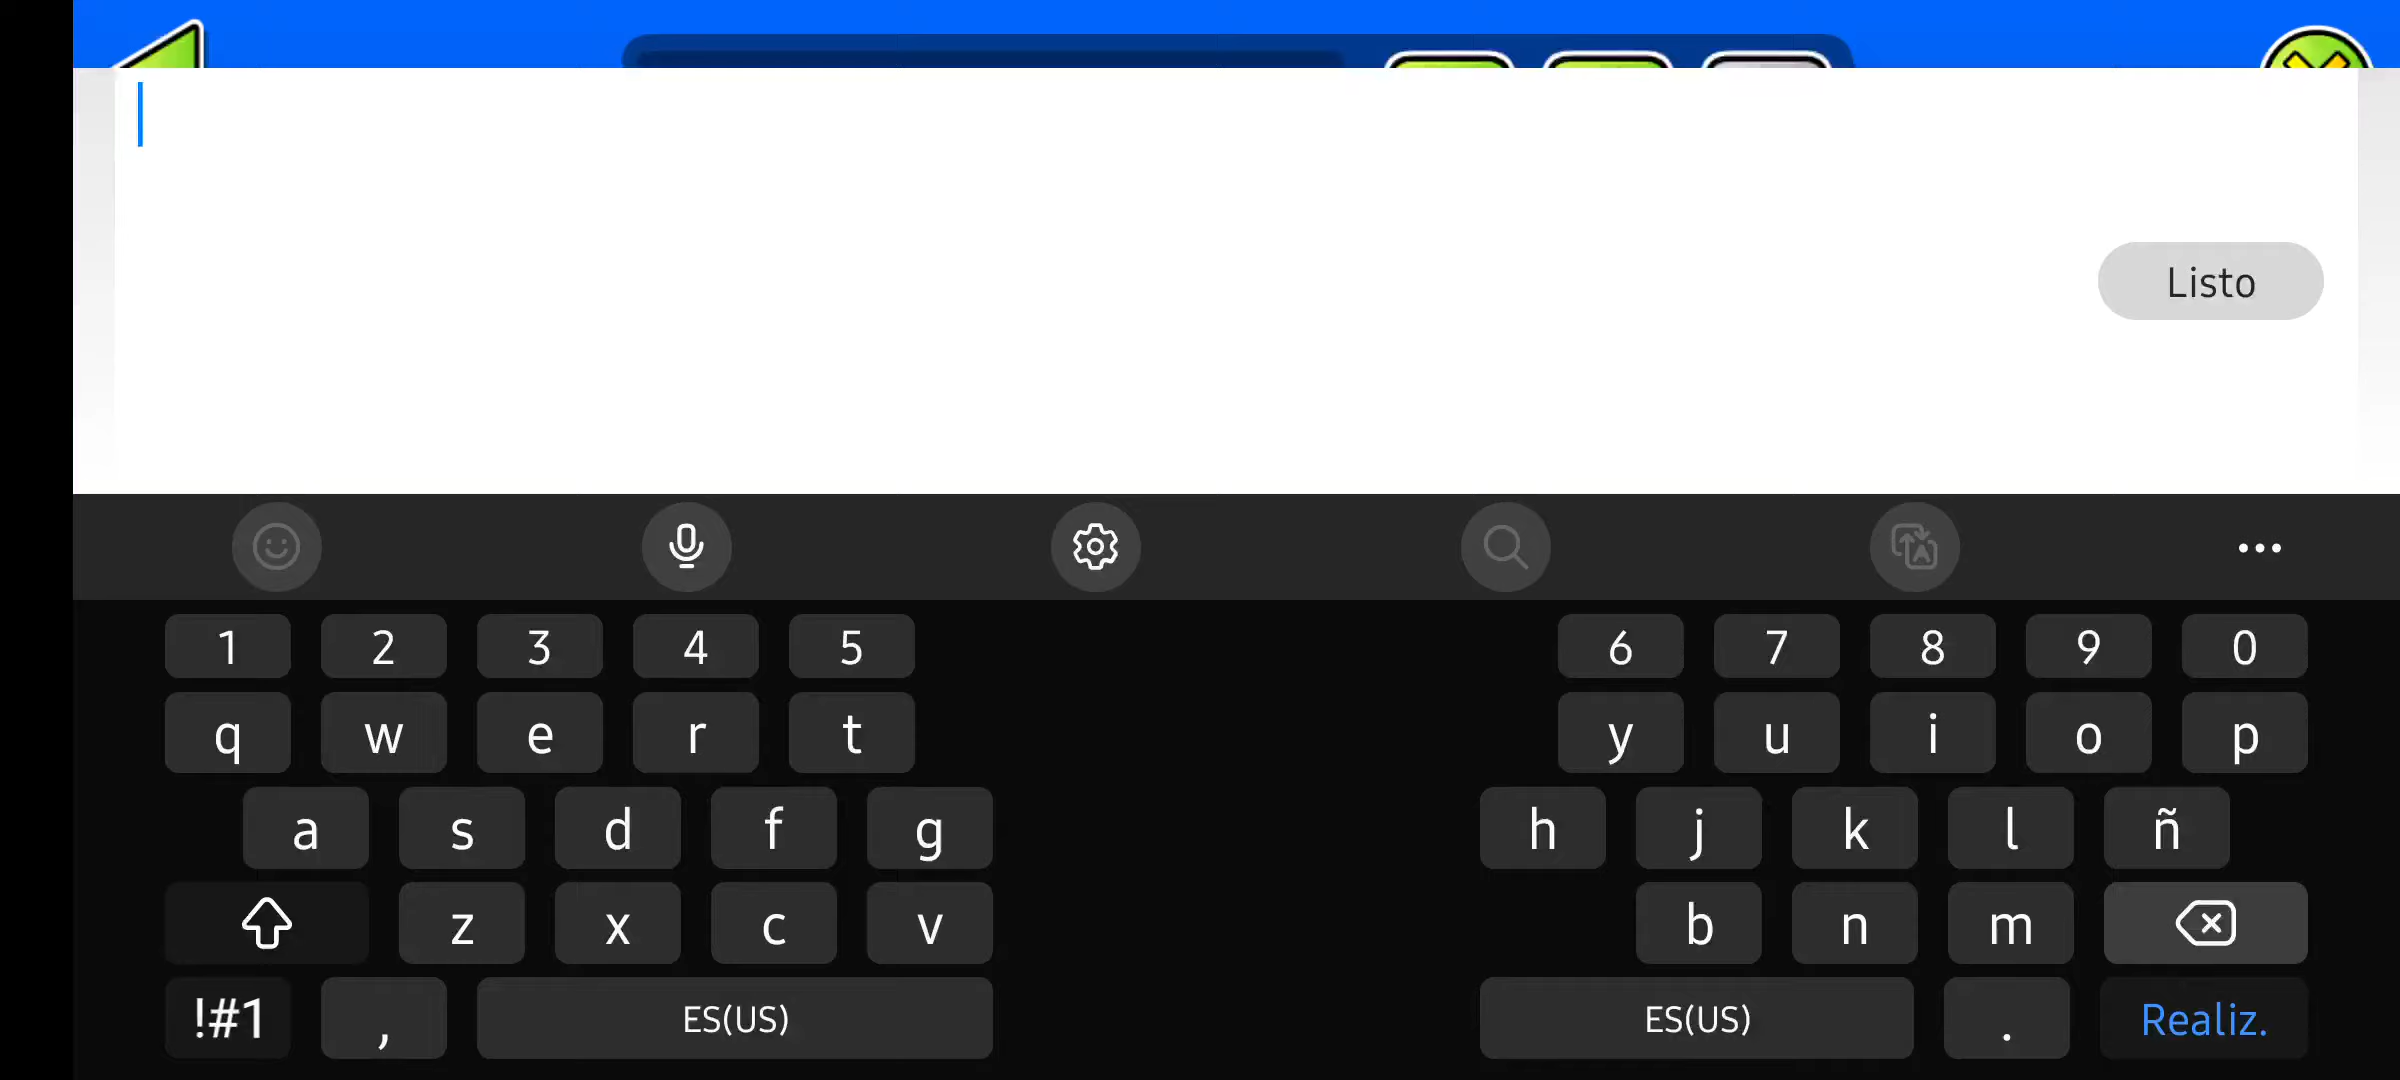 Listo
1 2 3 4 5 6 7 8 9 0
q w e r t y u i o p
a s d f g h j k l ñ
z x c v b n m
!#1 , ES(US) ES(US) . Realiz.